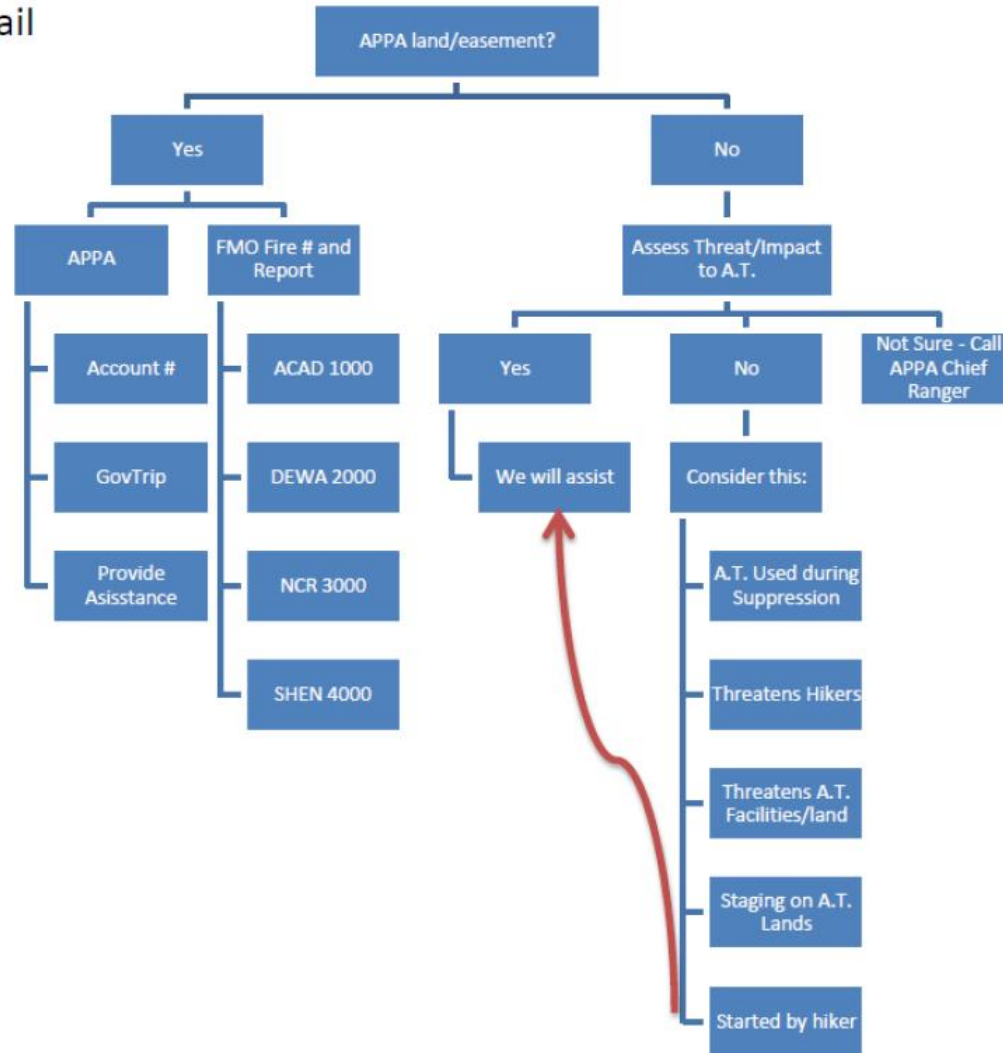 ail
APPA land/easement?
Yes
No
APPA
FMO Fire # and
Report
Assess Threat/Impact
to A.T.
Account #
ACAD 1000
Yes
No
Not Sure - Call
APPA Chief
Ranger
GovTrip
DEWA 2000
We will assist
Consider this:
Provide
Asisstance
NCR 3000
A.T. Used during
Suppression
SHEN 4000
Threatens Hikers
Threatens A.T.
Facilities/land
Staging on A.T.
Lands
Started by hiker